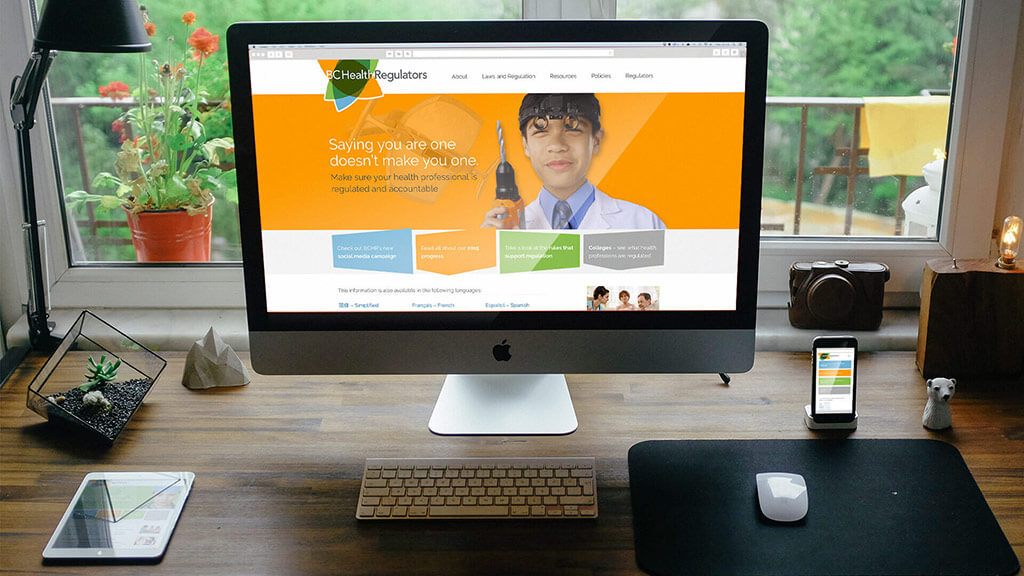 BCHealthRegulators
About Laws and Regulation Resources Policies Regulators
Saying you are one
doesn't make you one.
Make sure your health professional is
regulated and accountable
Check out BCHR's new
social media campaign
Read all about our 2015
progress
Take a look at the rules that
support regulation
Colleges – see what health
professions are regulated
This information is also available in the following languages:
简体 – Simplified Français – French Español – Spanish